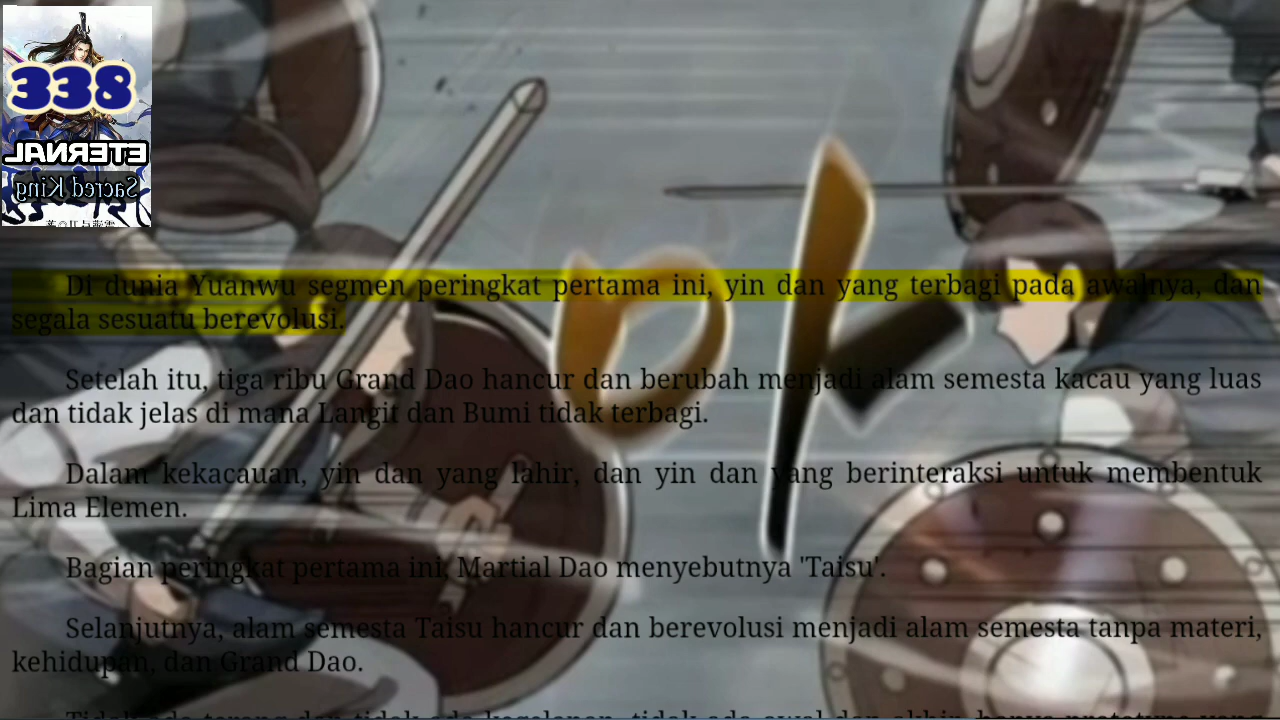 338
ETERNAL
Sacred King
Di dunia Yuanwu segmen peringkat pertama ini, yin dan yang terbagi pada awalnya, dan
segala sesuatu berevolusi.
Setelah itu, tiga ribu Grand Dao hancur dan berubah menjadi alam semesta kacau yang luas
dan tidak jelas di mana Langit dan Bumi tidak terbagi.
Dalam kekacauan, yin dan yang lahir, dan yin dan yang berinteraksi untuk membentuk
Lima Elemen.
Bagian peringkat pertama ini, Martial Dao menyebutnya 'Taisu'.
Selanjutnya, alam semesta Taisu hancur dan berevolusi menjadi alam semesta tanpa materi,
kehidupan, dan Grand Dao.